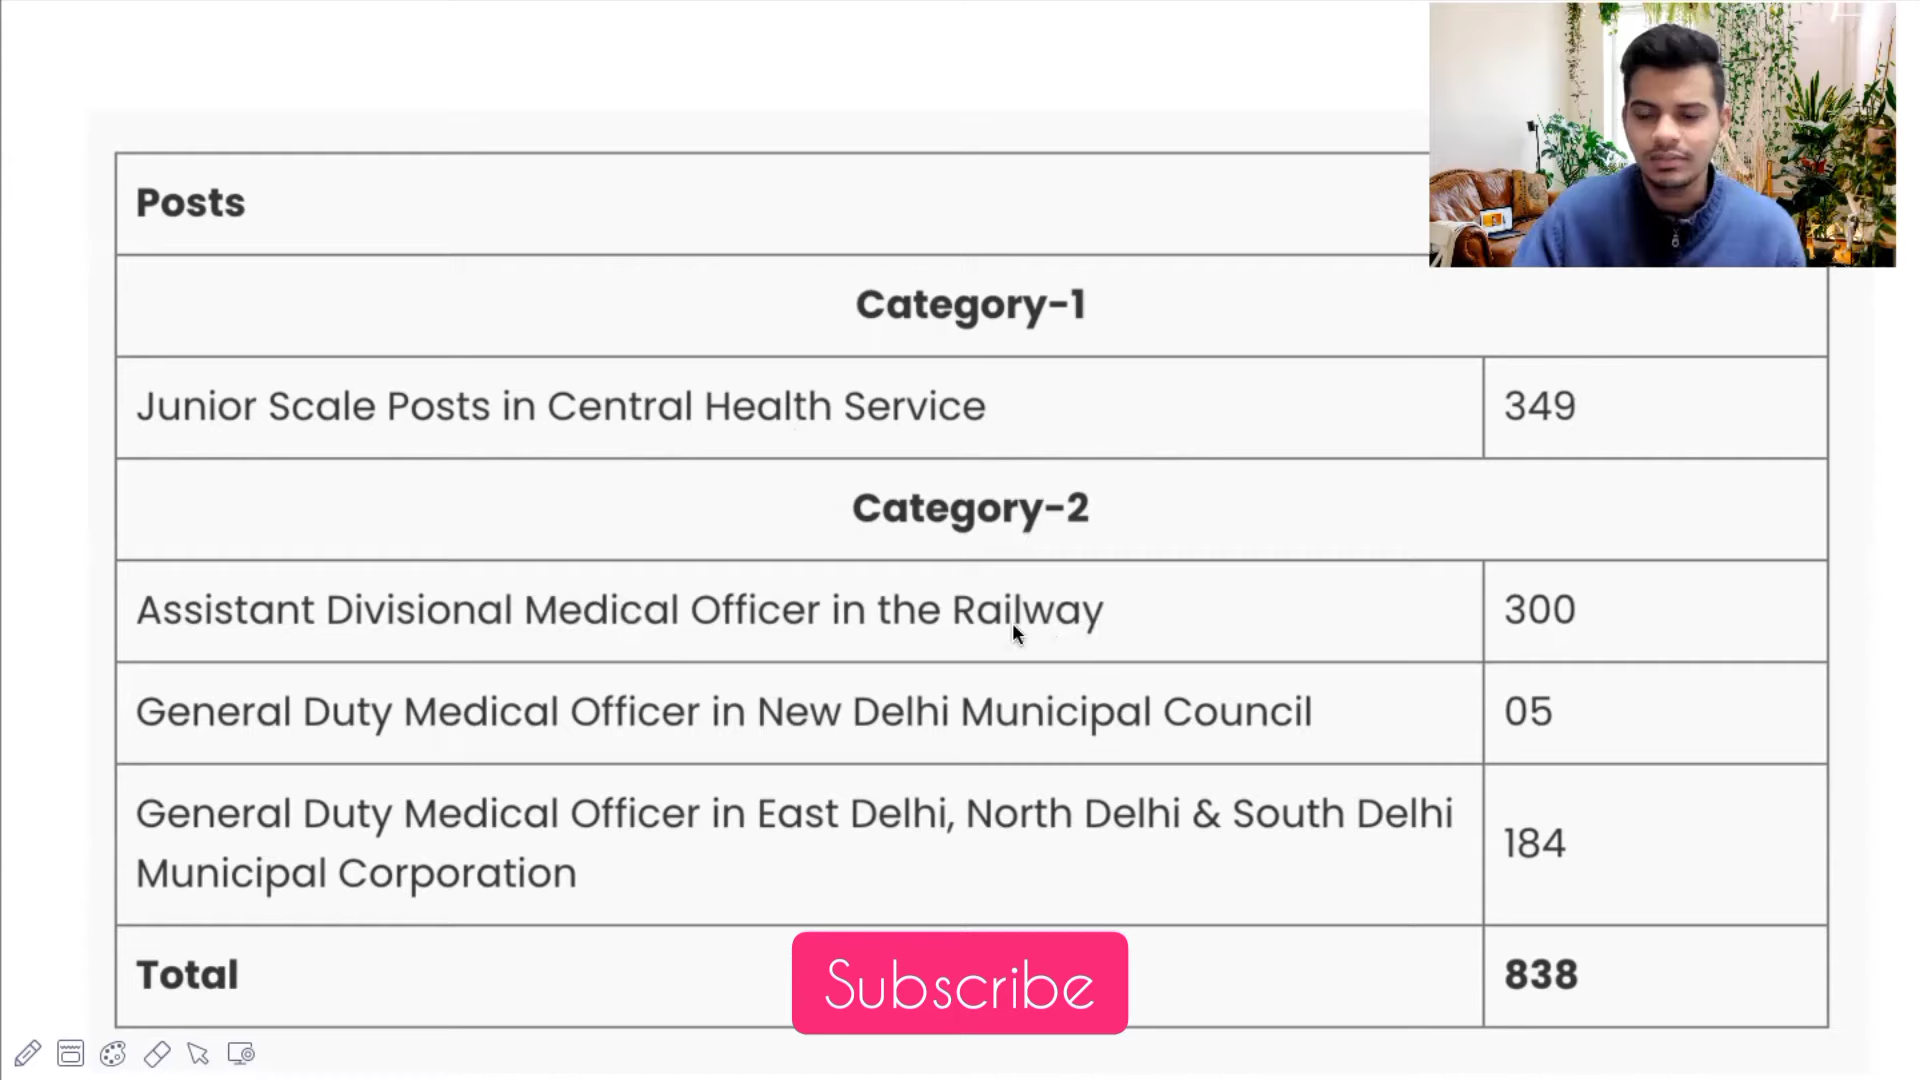 Posts
Category-1
Junior Scale Posts in Central Health Service 349
Category-2
Assistant Divisional Medical Officer in the Railway 300
General Duty Medical Officer in New Delhi Municipal Council 05
General Duty Medical Officer in East Delhi, North Delhi & South Delhi
Municipal Corporation 184
Total 838
Subscribe